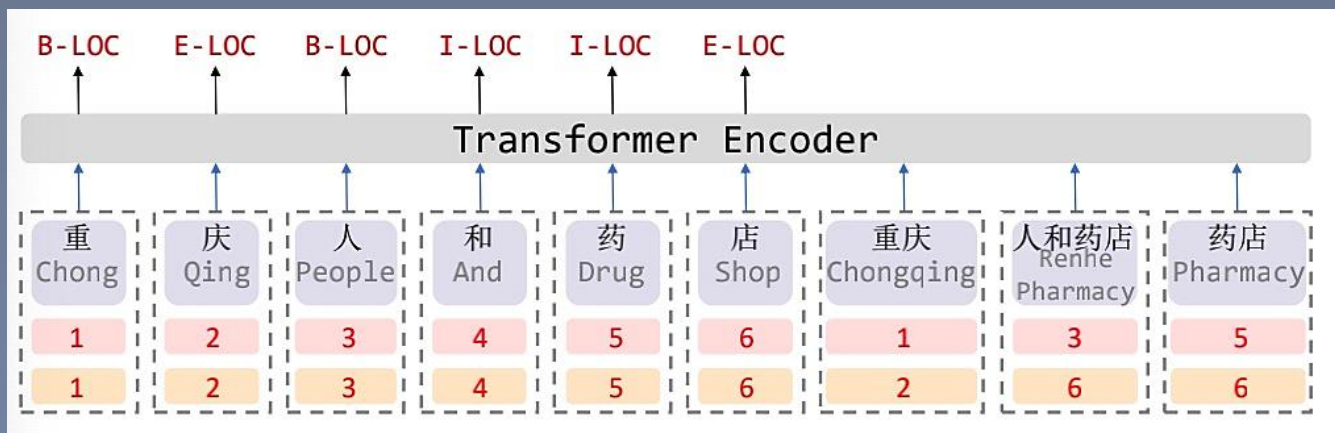 B-LOC E-LOC B-LOC I-LOC I-LOC E-LOC
Transformer Encoder
重 庆 人 和 药 店 重庆 人和药店 药店
Chong Qing People And Drug Shop Chongqing Renhe Pharmacy Pharmacy
1 2 3 4 5 6 1 3 5
1 2 3 4 5 6 2 6 6